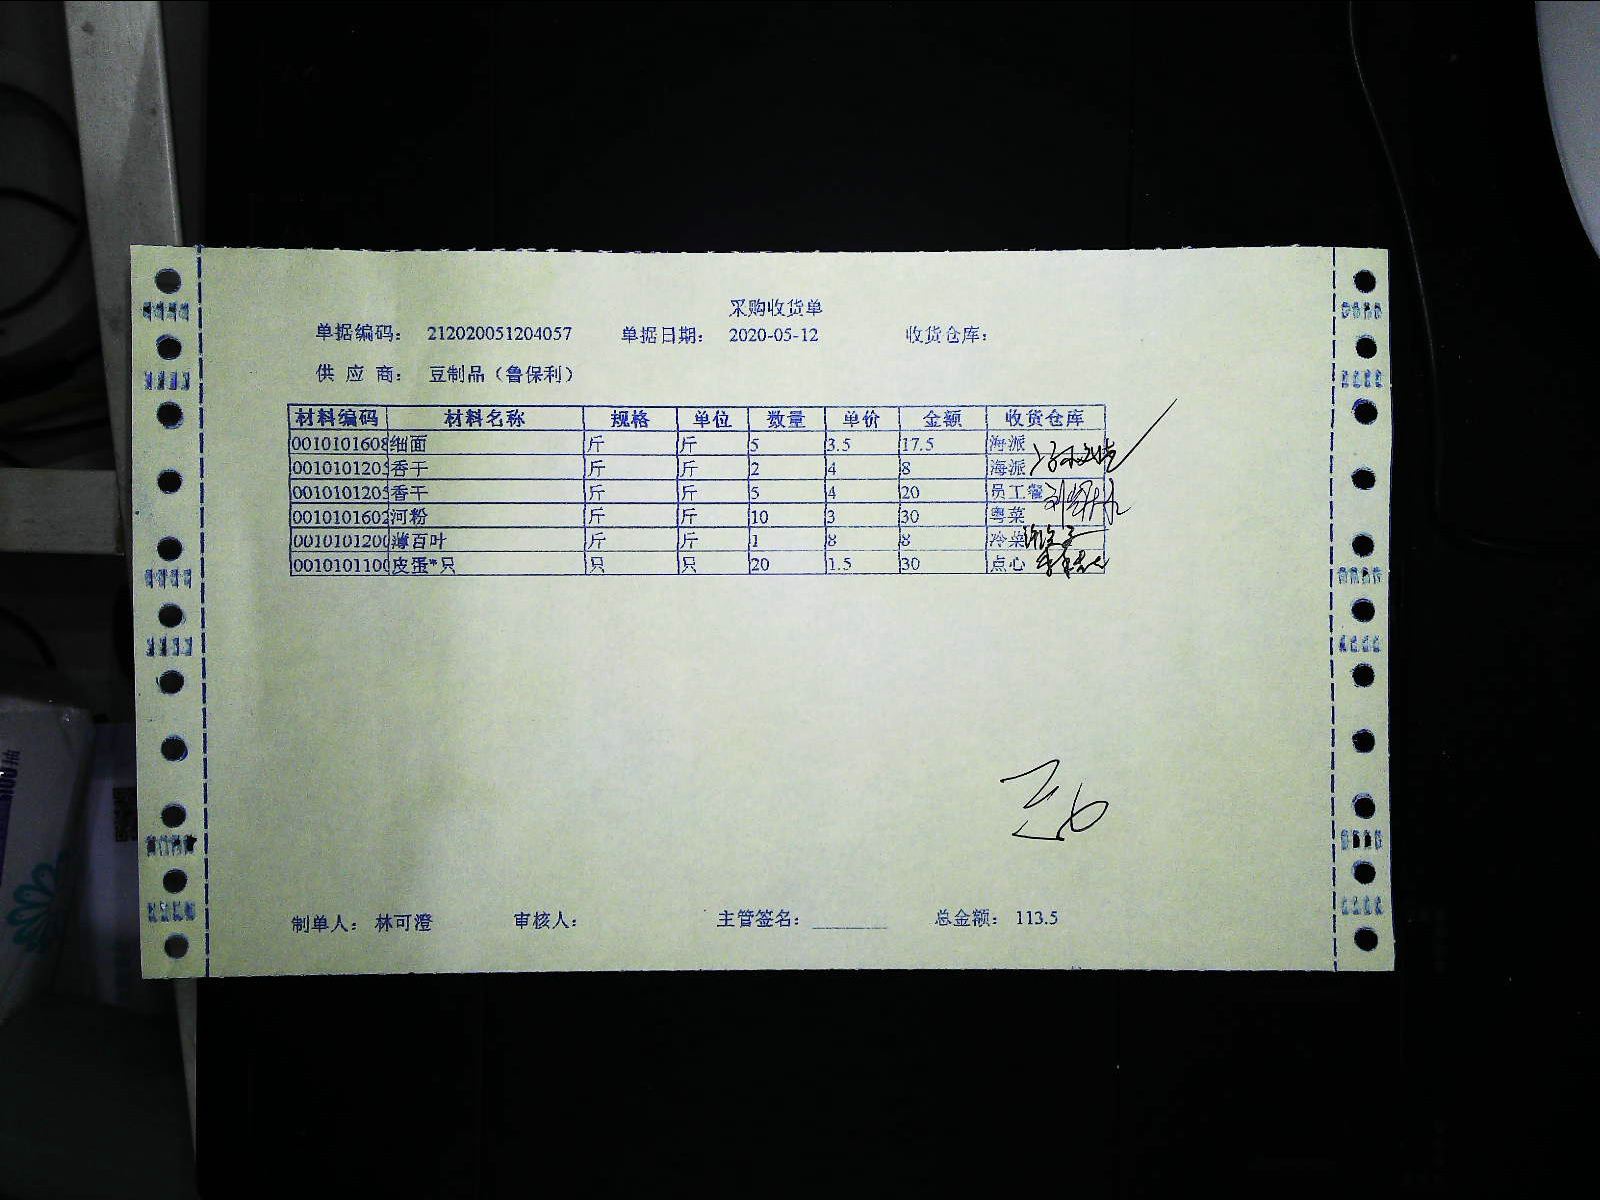 采购收货单
单据编码： 212020051204057 单据日期： 2020-05-12 收货仓库：
供 应 商： 豆制品（鲁保利）
材料编码 材料名称 规格 单位 数量 单价 金额 收货仓库
0010101608 细面 斤 斤 5 3.5 17.5 海派
001010120 香干 斤 斤 2 4 8 海派
001010120 香干 斤 斤 5 4 20 员工餐
0010101602 河粉 斤 斤 10 3 30 粤菜
001010120 薄百叶 斤 斤 1 8 8 冷菜
001010110 皮蛋*只 只 只 20 1.5 30 点心
制单人： 林可澄 审核人： 主管签名： ________ 总金额： 113.5